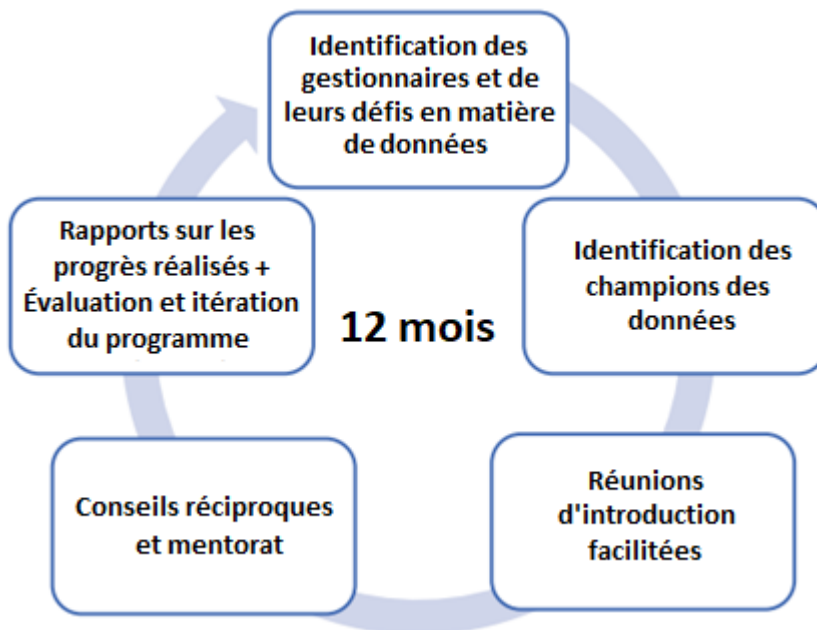 Identification des
gestionnaires et de
leurs défis en matière
de données
Identification des
champions des
données
Réunions
d'introduction
facilitées
Conseils réciproques
et mentorat
Rapports sur les
progrès réalisés +
Évaluation et itération
du programme
12 mois